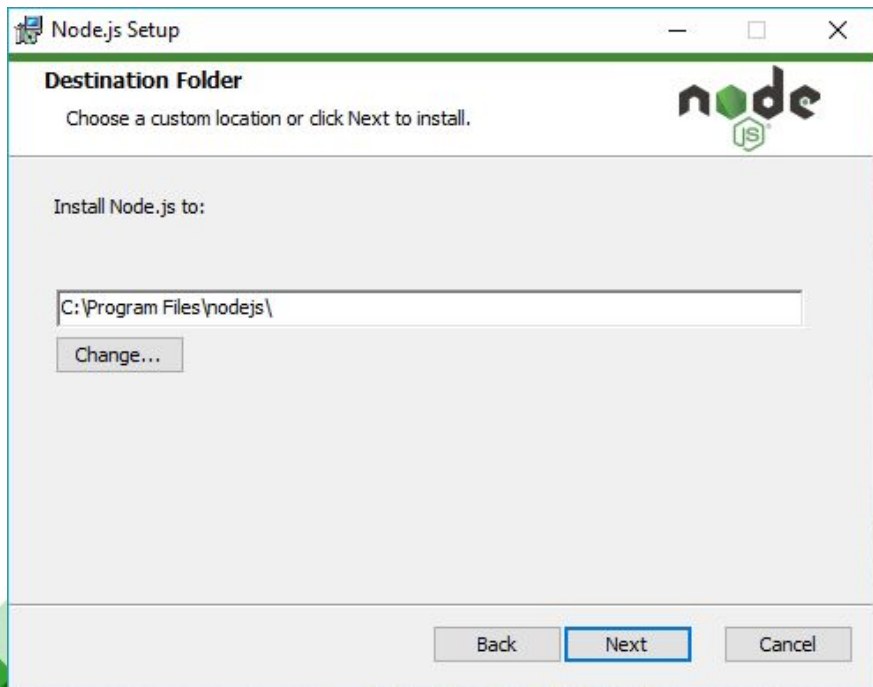 Node.js Setup
Destination Folder
Choose a custom location or click Next to install.
node
JS
Install Node.js to:
C:\Program Files\nodejs\
Change...
Back
Next
Cancel